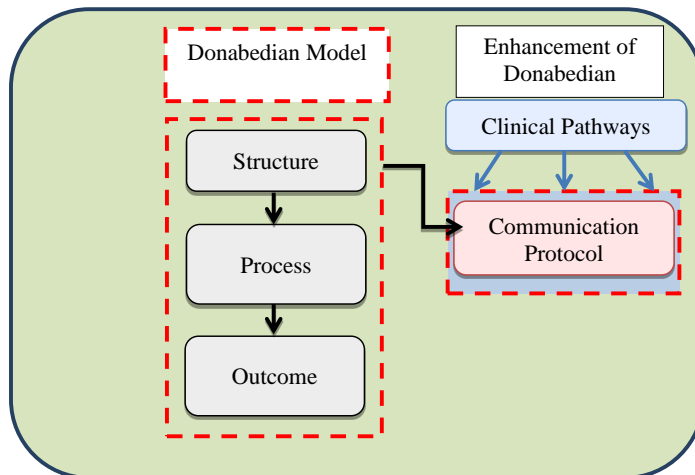 Donabedian Model
Enhancement of
Donabedian
Clinical Pathways
Structure
Communication
Protocol
Process
Outcome